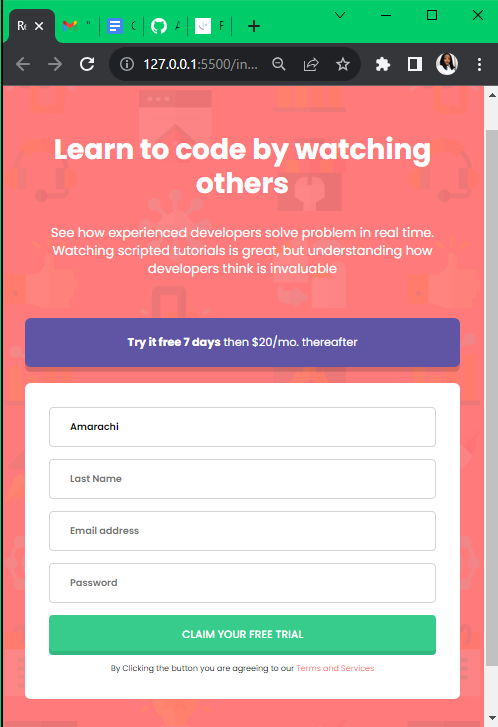 Re
"
C
A
F
127.0.0.1:5500/in...
Learn to code by watching
others
See how experienced developers solve problem in real time.
Watching scripted tutorials is great, but understanding how
developers think is invaluable
Try it free 7 days then $20/mo. thereafter
Amarachi
Last Name
Email address
Password
CLAIM YOUR FREE TRIAL
By Clicking the button you are agreeing to our Terms and Services